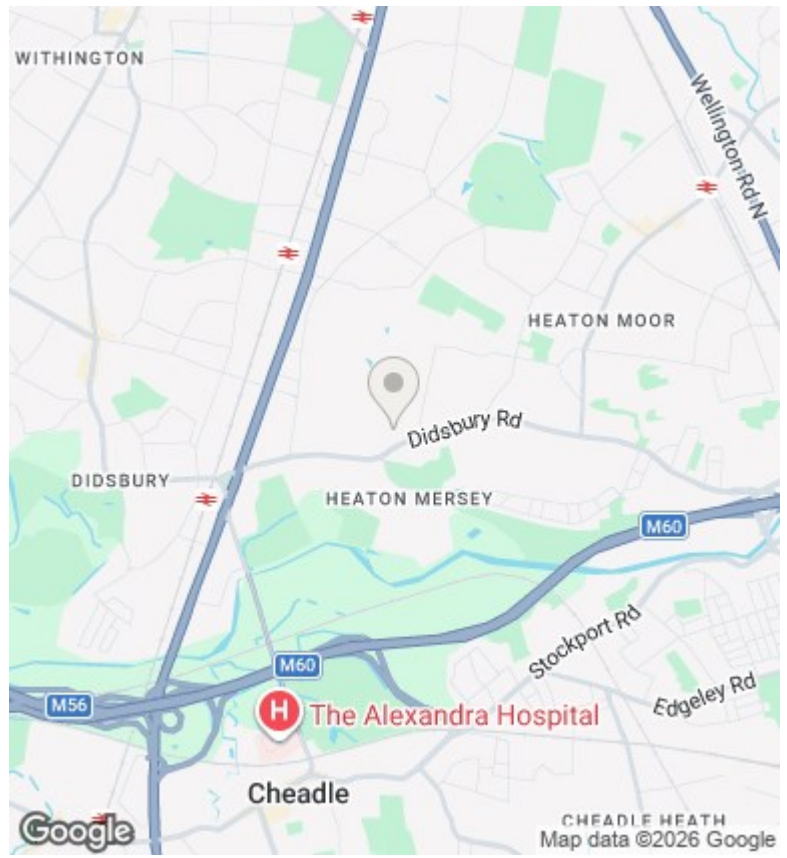 WITHINGTON
Wellington Rd N
HEATON MOOR
Didsbury Rd
DIDSBURY
HEATON MERSEY
M60
Stockport Rd
M60
Edgeley Rd
M56
H
The Alexandra Hospital
Cheadle
CHEADLE HEATH
Google
Map data ©2026 Google